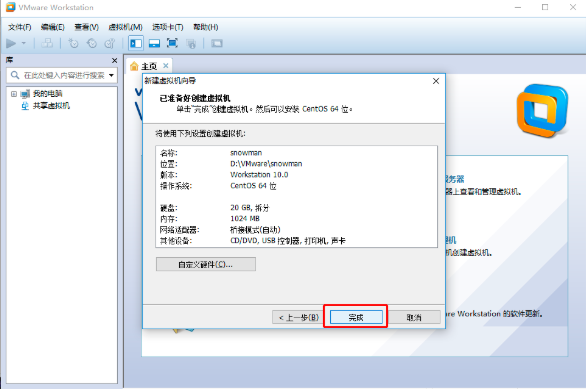 VMware Workstation
文件(F) 编辑(E) 查看(V) 虚拟机(M) 选项卡(T) 帮助(H)
库
在此处键入内容进行搜索
我的电脑
共享虚拟机
主页
新建虚拟机向导
已准备好创建虚拟机
单击“完成”创建虚拟机。然后可以安装 CentOS 64 位。
将使用下列设置创建虚拟机:
名称: snowman
位置: D:\VMware\snowman
版本: Workstation 10.0
操作系统: CentOS 64 位
硬盘: 20 GB, 拆分
内存: 1024 MB
网络适配器: 桥接模式(自动)
其他设备: CD/DVD, USB 控制器, 打印机, 声卡
自定义硬件(C)...
< 上一步(B) 完成 取消
服务器
器上查看和管理虚拟机。
机创建虚拟机。
are Workstation 的软件更新。